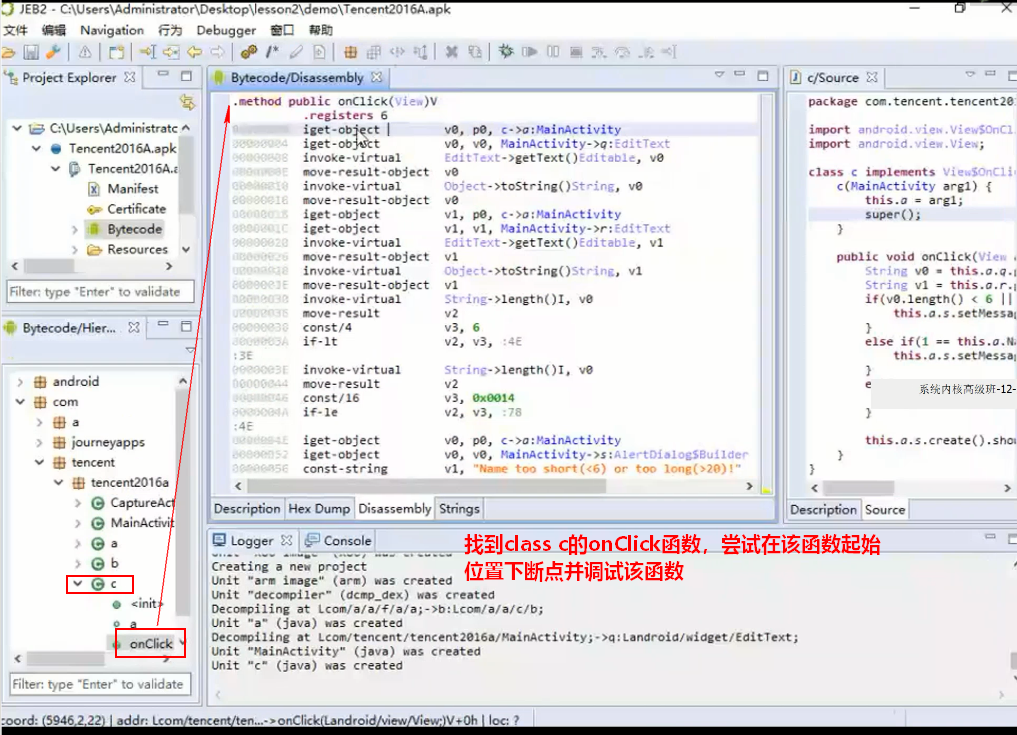 JEB2 - C:\Users\Administrator\Desktop\lesson2\demo\Tencent2016A.apk
文件 编辑 Navigation 行为 Debugger 窗口 帮助
Project Explorer
C:\Users\Administratc
Tencent2016A.apk
Tencent2016A.a
Manifest
Certificate
Bytecode
Resources
Filter: type "Enter" to validate
Bytecode/Hier...
android
com
a
journeyapps
tencent
tencent2016a
CaptureAct
MainActivit
a
b
c
<init>
a
onClick
Filter: type "Enter" to validate
Bytecode/Disassembly
.method public onClick(View)V
.registers 6
iget-object v0, p0, c->a:MainActivity
00000004 iget-object v0, v0, MainActivity->q:EditText
00000008 invoke-virtual EditText->getText()Editable, v0
0000000E move-result-object v0
00000010 invoke-virtual Object->toString()String, v0
00000016 move-result-object v0
00000018 iget-object v1, p0, c->a:MainActivity
0000001C iget-object v1, v1, MainActivity->r:EditText
00000020 invoke-virtual EditText->getText()Editable, v1
00000026 move-result-object v1
00000028 invoke-virtual Object->toString()String, v1
0000002E move-result-object v1
00000030 invoke-virtual String->length()I, v0
00000036 move-result v2
00000038 const/4 v3, 6
0000003A if-lt v2, v3, :4E
:3E
0000003E invoke-virtual String->length()I, v0
00000044 move-result v2
00000046 const/16 v3, 0x0014
0000004A if-le v2, v3, :78
:4E
0000004E iget-object v0, p0, c->a:MainActivity
00000052 iget-object v0, v0, MainActivity->s:AlertDialog$Builder
00000056 const-string v1, "Name too short(<6) or too long(>20)!"
Description Hex Dump Disassembly Strings
c/Source
package com.tencent.tencent201
import android.view.View$OnCl
import android.view.View;
class c implements View$OnCli
c(MainActivity arg1) {
this.a = arg1;
super();
}
public void onClick(View
String v0 = this.a.q.
String v1 = this.a.r.
if(v0.length() < 6 ||
this.a.s.setMessa
}
else if(1 == this.a.Na
this.a.s.setMessa
}
e
系统内核高级班-12-
}
this.a.s.create().sho
}
}
Description Source
Logger Console
Creating a new project
Unit "arm image" (arm) was created
Unit "decompiler" (dcmp_dex) was created
Decompiling at Lcom/a/a/f/a/a;->b:Lcom/a/a/c/b;
Unit "a" (java) was created
Decompiling at Lcom/tencent/tencent2016a/MainActivity;->q:Landroid/widget/EditText;
Unit "MainActivity" (java) was created
Unit "c" (java) was created
找到class c的onClick函数，尝试在该函数起始
位置下断点并调试该函数
coord: (5946,2,22) | addr: Lcom/tencent/ten...->onClick(Landroid/view/View;)V+0h | loc: ?